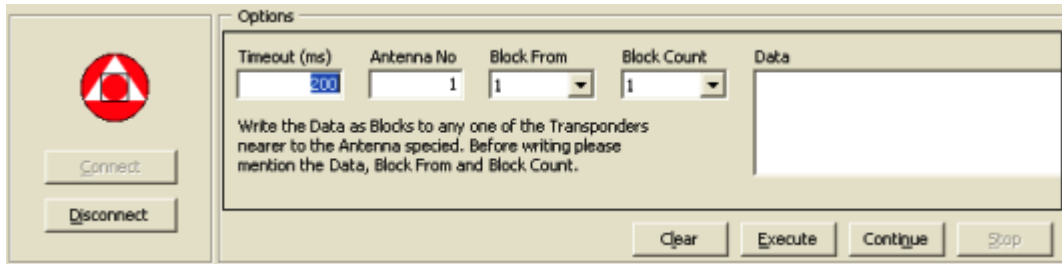 Options
Timeout (ms) Antenna No Block From Block Count Data
200 1 1 1
Write the Data as Blocks to any one of the Transponders
nearer to the Antenna specied. Before writing please
mention the Data, Block From and Block Count.
Connect
Disconnect
Clear Execute Continue Stop